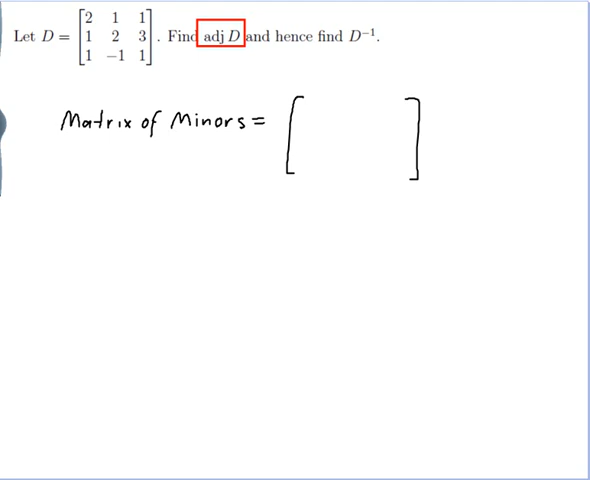 Let D = [2 1 1
1 2 3
1 −1 1]. Find adj D and hence find D⁻¹.
Matrix of Minors = [ ]